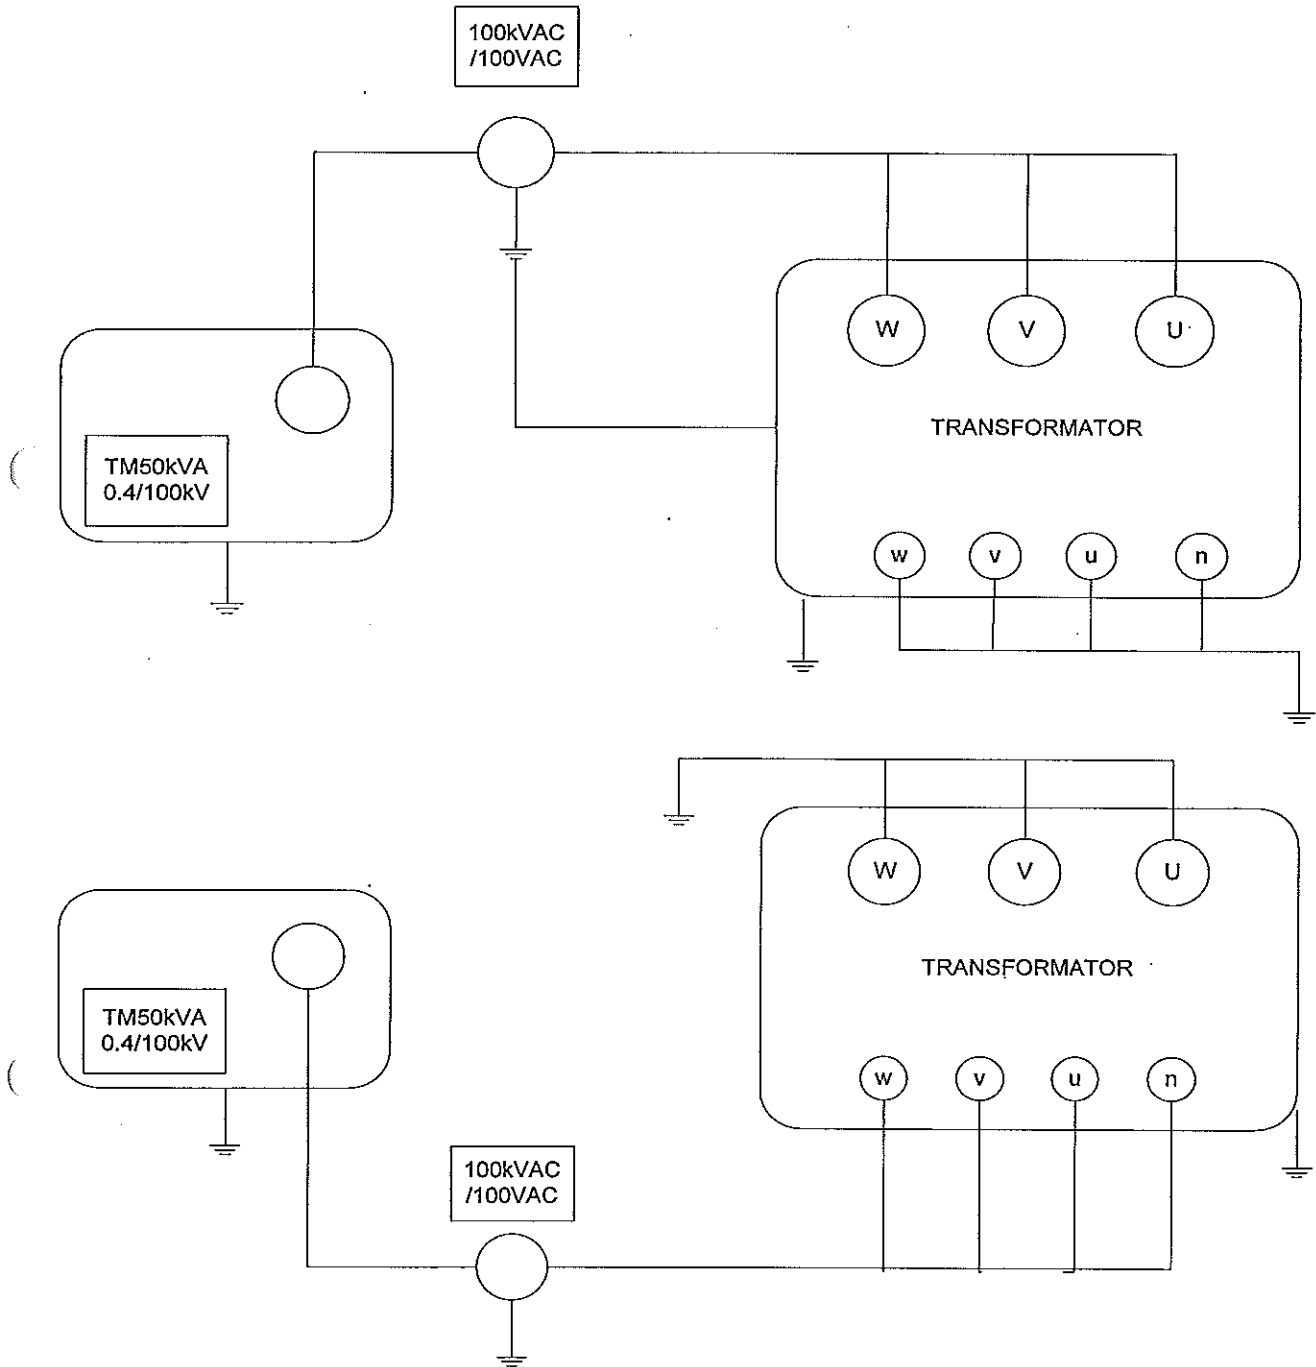 100kVAC
/100VAC
W
V
U
TRANSFORMATOR
TM50kVA
0.4/100kV
w
v
u
n
W
V
U
TRANSFORMATOR
TM50kVA
0.4/100kV
w
v
u
n
100kVAC
/100VAC